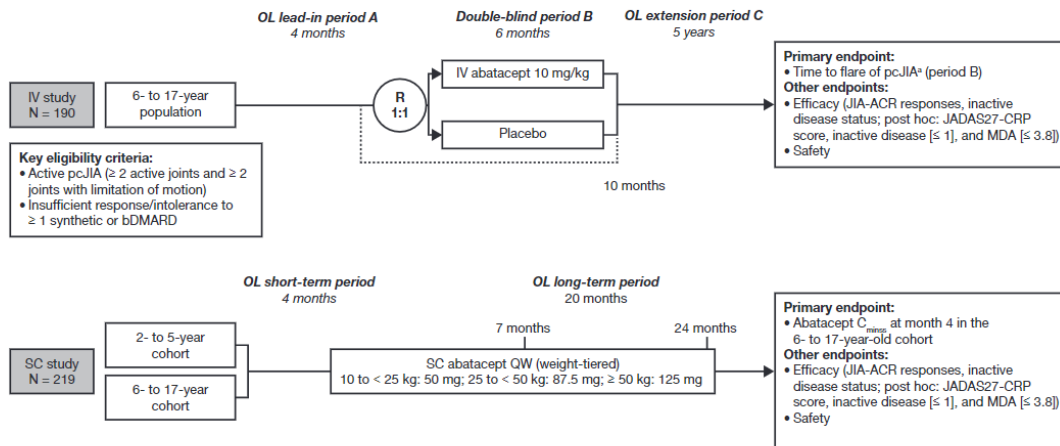 OL lead-in period A
4 months
Double-blind period B
6 months
OL extension period C
5 years
IV study
N = 190
6- to 17-year
population
R
1:1
IV abatacept 10 mg/kg
Placebo
10 months
Primary endpoint:
• Time to flare of pcJIAᵃ (period B)
Other endpoints:
• Efficacy (JIA-ACR responses, inactive
disease status; post hoc: JADAS27-CRP
score, inactive disease [≤ 1], and MDA [≤ 3.8])
• Safety
Key eligibility criteria:
• Active pcJIA (≥ 2 active joints and ≥ 2
joints with limitation of motion)
• Insufficient response/intolerance to
≥ 1 synthetic or bDMARD
OL short-term period
4 months
OL long-term period
20 months
7 months
24 months
SC study
N = 219
2- to 5-year
cohort
6- to 17-year
cohort
SC abatacept QW (weight-tiered)
10 to < 25 kg: 50 mg; 25 to < 50 kg: 87.5 mg; ≥ 50 kg: 125 mg
Primary endpoint:
• Abatacept Cminss at month 4 in the
6- to 17-year-old cohort
Other endpoints:
• Efficacy (JIA-ACR responses, inactive
disease status; post hoc: JADAS27-CRP
score, inactive disease [≤ 1], and MDA [≤ 3.8])
• Safety